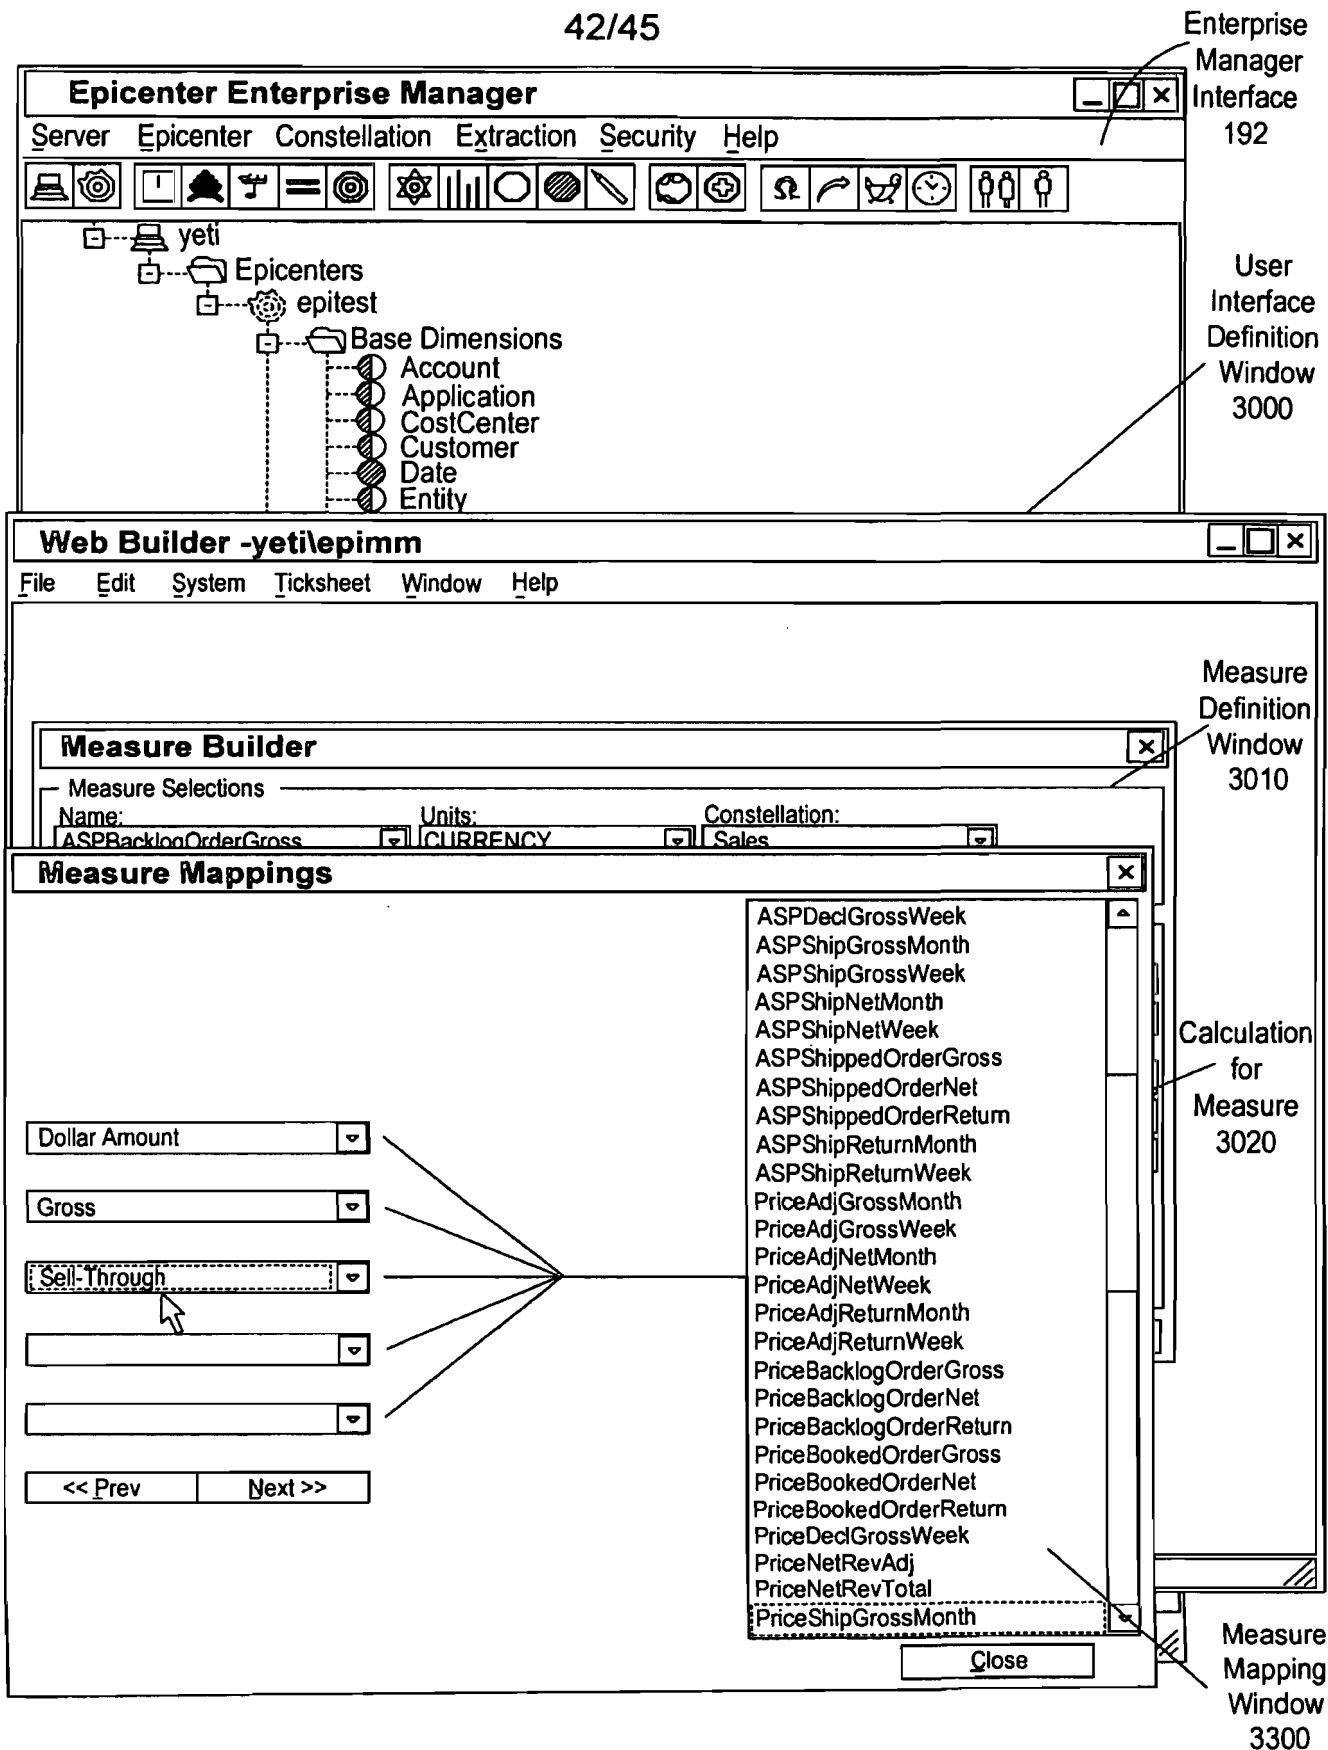 42/45
Enterprise
Manager
Interface
192
Epicenter Enterprise Manager
Server Epicenter Constellation Extraction Security Help
yeti
Epicenters
epitest
Base Dimensions
Account
Application
CostCenter
Customer
Date
Entity
User
Interface
Definition
Window
3000
Web Builder -yeti\epimm
File Edit System Ticksheet Window Help
Measure
Definition
Window
3010
Measure Builder
Measure Selections
Name: Units: Constellation:
ASPBacklogOrderGross CURRENCY Sales
Measure Mappings
ASPDeclGrossWeek
ASPShipGrossMonth
ASPShipGrossWeek
ASPShipNetMonth
ASPShipNetWeek
ASPShippedOrderGross
ASPShippedOrderNet
ASPShippedOrderReturn
ASPShipReturnMonth
ASPShipReturnWeek
PriceAdjGrossMonth
PriceAdjGrossWeek
PriceAdjNetMonth
PriceAdjNetWeek
PriceAdjReturnMonth
PriceAdjReturnWeek
PriceBacklogOrderGross
PriceBacklogOrderNet
PriceBacklogOrderReturn
PriceBookedOrderGross
PriceBookedOrderNet
PriceBookedOrderReturn
PriceDeclGrossWeek
PriceNetRevAdj
PriceNetRevTotal
PriceShipGrossMonth
Dollar Amount
Gross
Sell-Through
<< Prev Next >>
Close
Calculation
for
Measure
3020
Measure
Mapping
Window
3300